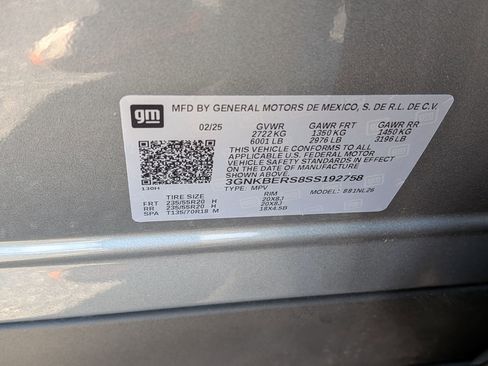 gm
MFD BY GENERAL MOTORS DE MEXICO, S. DE R.L. DE C.V.
02/25 GVWR GAWR FRT GAWR RR
2722 KG 1350 KG 1450 KG
6001 LB 2976 LB 3196 LB
THIS VEHICLE CONFORMS TO ALL
APPLICABLE U.S. FEDERAL MOTOR
VEHICLE SAFETY STANDARDS IN EFFECT
ON THE DATE OF MANUFACTURE
SHOWN ABOVE.
3GNKBERS8SS192758
TYPE: MPV MODEL: 881NL26
TIRE SIZE RIM
FRT 235/55R20 H 20X8J
RR 235/55R20 H 20X8J
SPA T135/70R18 M 18X4.5B